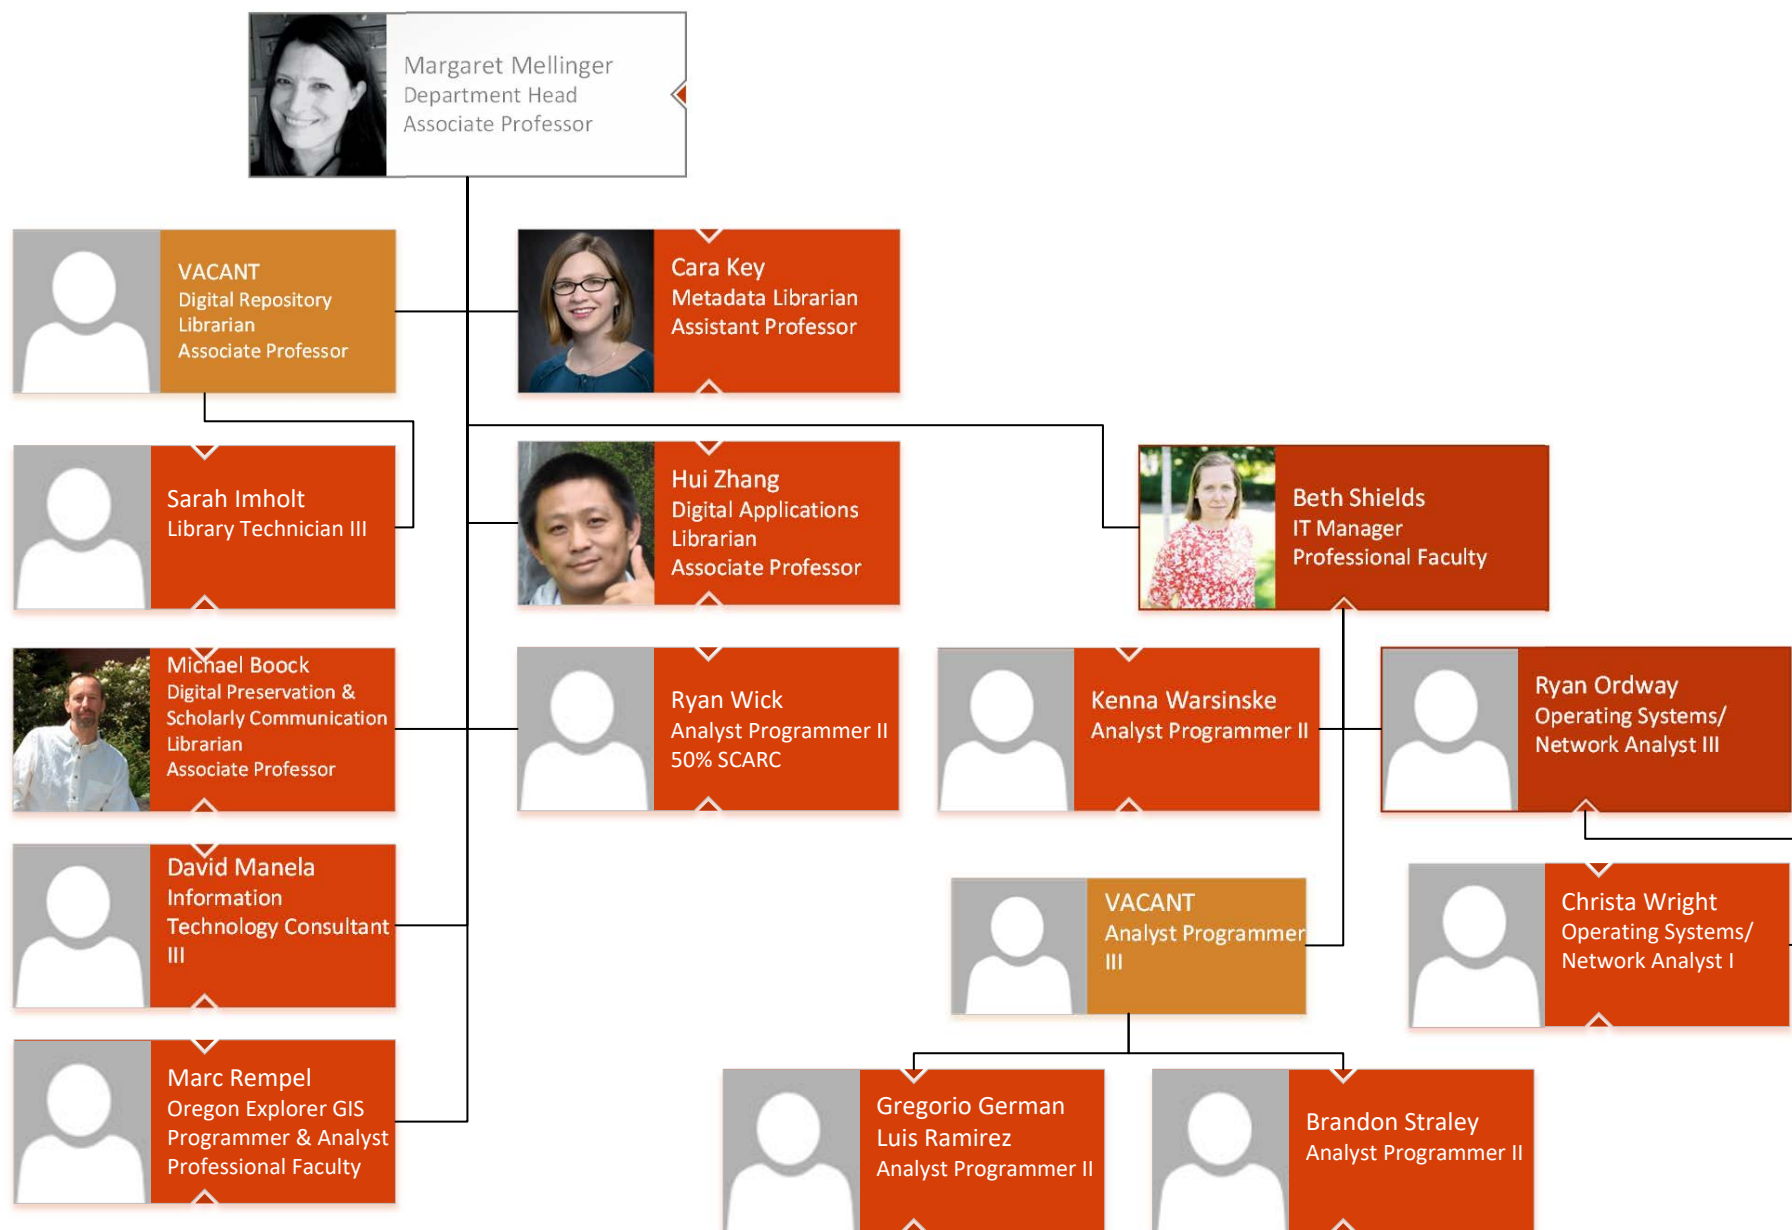 Margaret Mellinger
Department Head
Associate Professor
VACANT
Digital Repository
Librarian
Associate Professor
Cara Key
Metadata Librarian
Assistant Professor
Sarah Imholt
Library Technician III
Hui Zhang
Digital Applications
Librarian
Associate Professor
Beth Shields
IT Manager
Professional Faculty
Michael Boock
Digital Preservation &
Scholarly Communication
Librarian
Associate Professor
Ryan Wick
Analyst Programmer II
50% SCARC
Kenna Warsinske
Analyst Programmer II
Ryan Ordway
Operating Systems/
Network Analyst III
David Manela
Information
Technology Consultant
III
VACANT
Analyst Programmer
III
Christa Wright
Operating Systems/
Network Analyst I
Marc Rempel
Oregon Explorer GIS
Programmer & Analyst
Professional Faculty
Gregorio German
Luis Ramirez
Analyst Programmer II
Brandon Straley
Analyst Programmer II